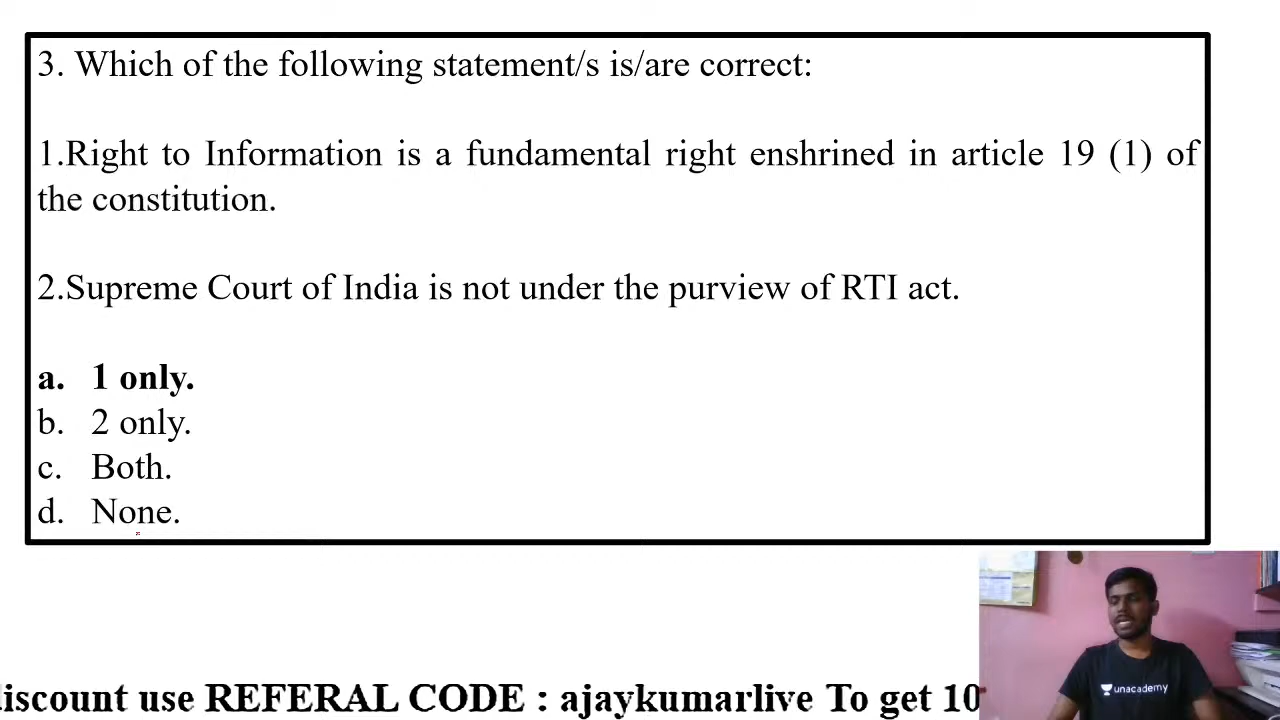 3. Which of the following statement/s is/are correct:
1.Right to Information is a fundamental right enshrined in article 19 (1) of
the constitution.
2.Supreme Court of India is not under the purview of RTI act.
a. 1 only.
b. 2 only.
c. Both.
d. None.
discount use REFERAL CODE : ajaykumarlive To get 10
unacademy